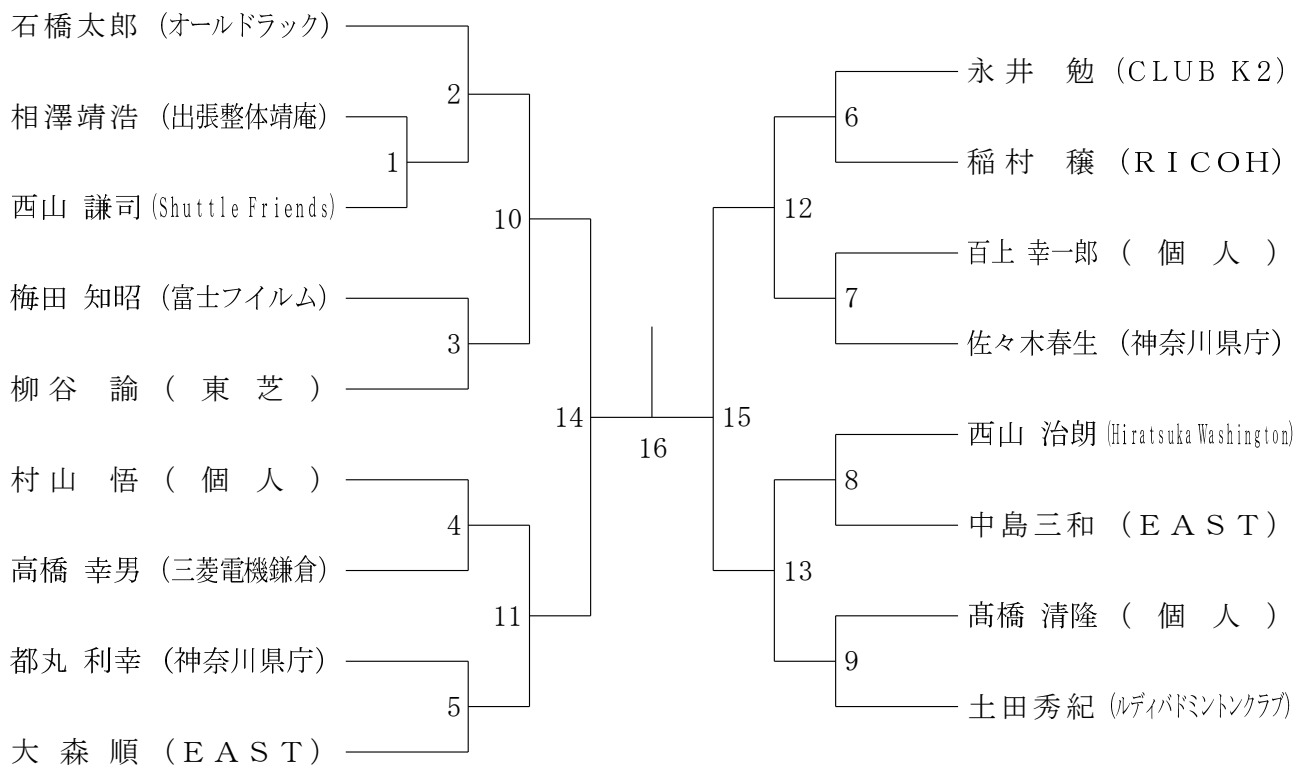 石橋太郎 (オールドラック)
2
相澤靖浩 (出張整体靖庵)
1
西山 謙司 (Shuttle Friends)
10
梅田 知昭 (富士フイルム)
3
柳谷 諭 (東芝)
14
村山 悟 (個人)
4
高橋 幸男 (三菱電機鎌倉)
11
都丸 利幸 (神奈川県庁)
5
大森順 (EAST)
16
永井 勉 (CLUB K2)
6
稲村 穣 (RICOH)
12
百上 幸一郎 (個人)
7
佐々木春生 (神奈川県庁)
15
西山 治朗 (Hiratsuka Washington)
8
中島三和 (EAST)
13
髙橋 清隆 (個人)
9
土田秀紀 (ルディバドミントンクラブ)